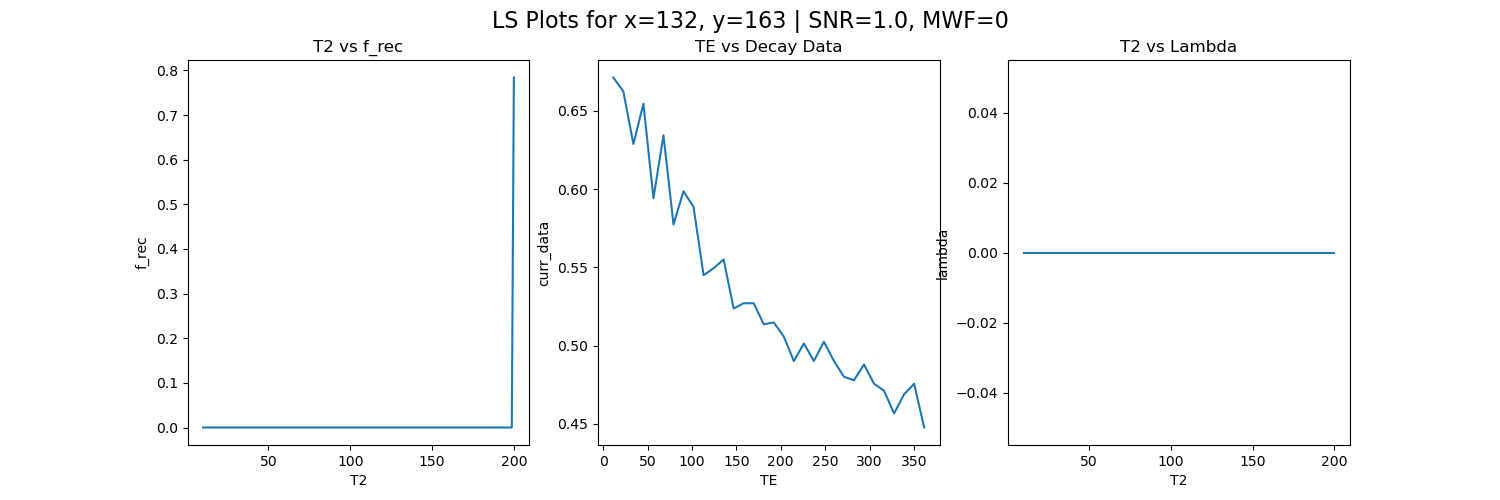 LS Plots for x=132, y=163 | SNR=1.0, MWF=0
T2 vs f_rec
0.8
0.7
0.6
0.5
0.4
0.3
0.2
0.1
0.0
f_rec
50 100 150 200
T2
TE vs Decay Data
0.65
0.60
0.55
0.50
0.45
curr_data
0 50 100 150 200 250 300 350
TE
T2 vs Lambda
0.04
0.02
0.00
−0.02
−0.04
lambda
50 100 150 200
T2